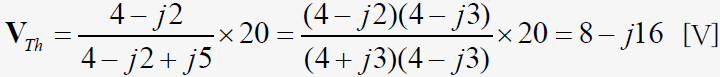 V_Th = (4 − j2)/(4 − j2 + j5) × 20 = ((4 − j2)(4 − j3))/((4 + j3)(4 − j3)) × 20 = 8 − j16 [V]